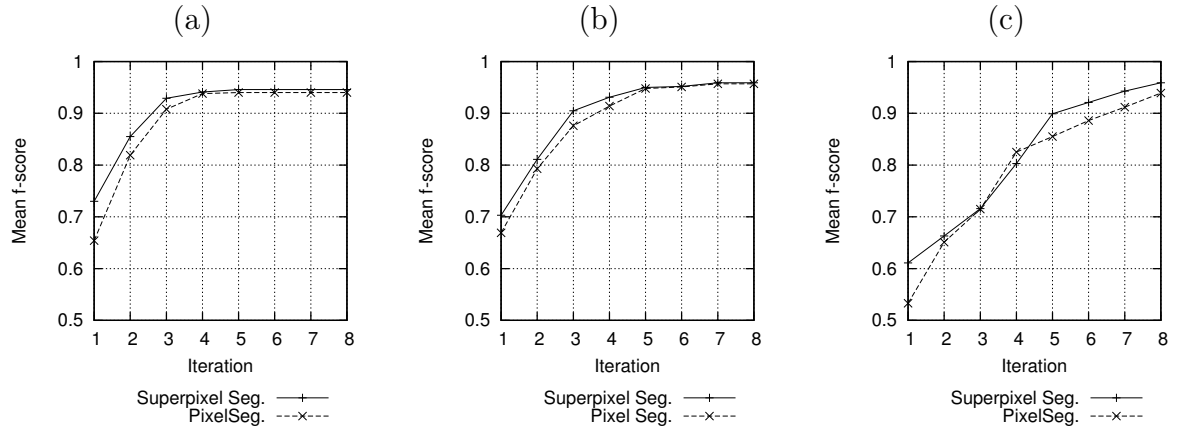 (a)
1
0.9
0.8
0.7
0.6
0.5
Mean f-score
1 2 3 4 5 6 7 8
Iteration
Superpixel Seg.
PixelSeg.
(b)
1
0.9
0.8
0.7
0.6
0.5
Mean f-score
1 2 3 4 5 6 7 8
Iteration
Superpixel Seg.
Pixel Seg.
(c)
1
0.9
0.8
0.7
0.6
0.5
Mean f-score
1 2 3 4 5 6 7 8
Iteration
Superpixel Seg.
PixelSeg.